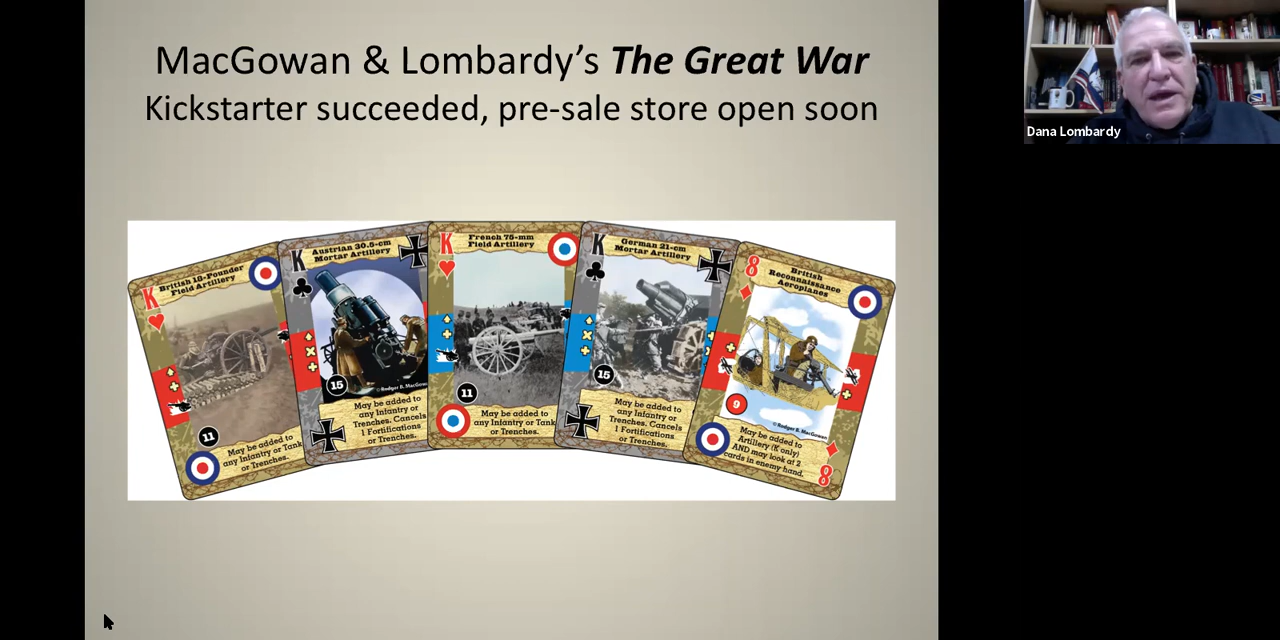 MacGowan & Lombardy's The Great War
Kickstarter succeeded, pre-sale store open soon
Dana Lombardy
K
British 18-Pounder
Field Artillery
11
May be added to
any Infantry or Tank
or Trenches.
K
Austrian 30.5-cm
Mortar Artillery
15
© Rodger B. MacGowan
May be added to
any Infantry or
Trenches. Cancels
1 Fortifications
or Trenches.
K
French 75-mm
Field Artillery
11
May be added to
any Infantry or Tank
or Trenches.
K
German 21-cm
Mortar Artillery
15
May be added to
any Infantry or
Trenches. Cancels
1 Fortifications
or Trenches.
8
British
Reconnaissance
Aeroplanes
9
© Rodger B. MacGowan
May be added to
Artillery (K only)
AND may look at 2
cards in enemy hand.
8